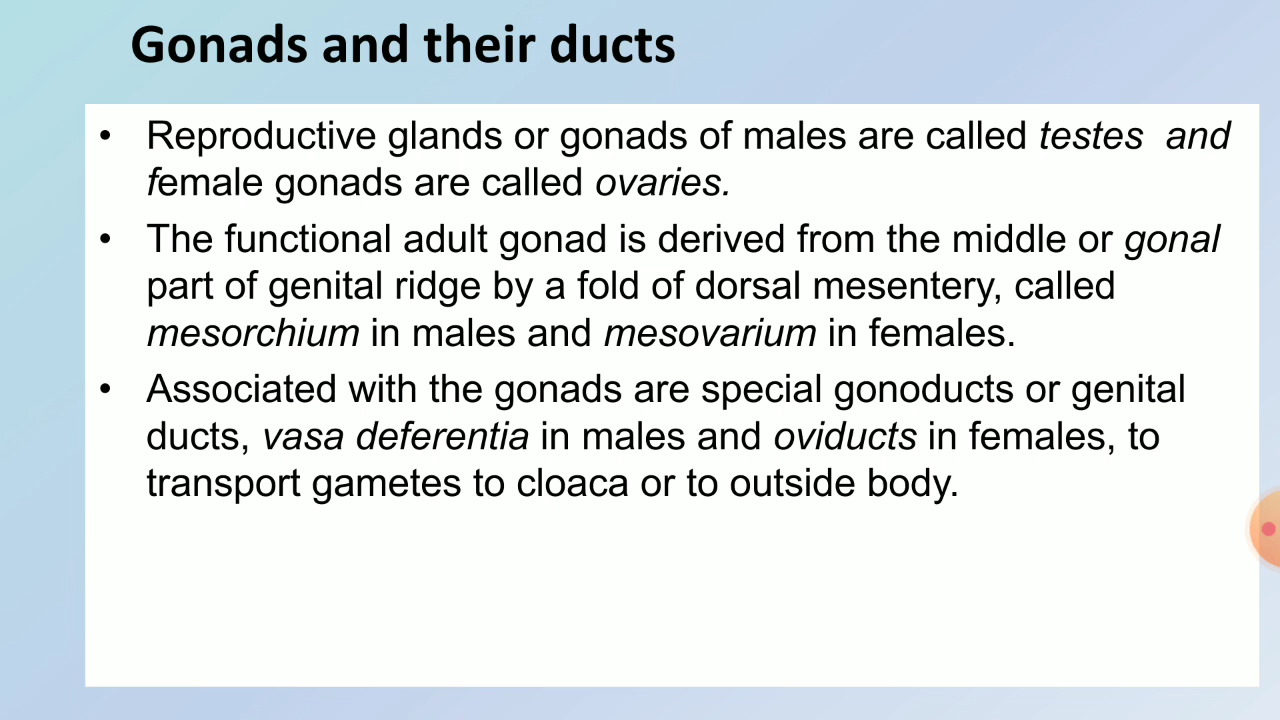 Gonads and their ducts
• Reproductive glands or gonads of males are called testes and
female gonads are called ovaries.
• The functional adult gonad is derived from the middle or gonal
part of genital ridge by a fold of dorsal mesentery, called
mesorchium in males and mesovarium in females.
• Associated with the gonads are special gonoducts or genital
ducts, vasa deferentia in males and oviducts in females, to
transport gametes to cloaca or to outside body.